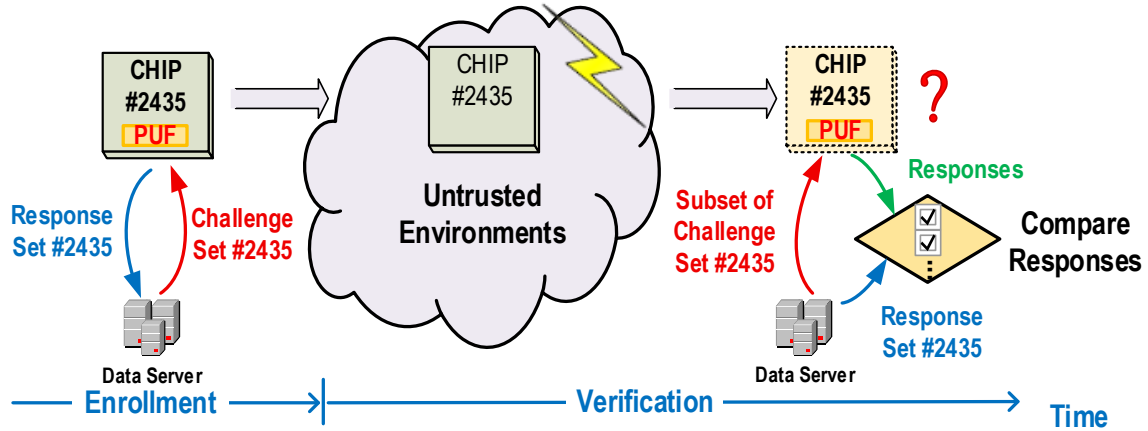 CHIP
#2435
PUF
Response
Set #2435
Challenge
Set #2435
Data Server
CHIP
#2435
Untrusted
Environments
CHIP
#2435
PUF
?
Responses
Subset of
Challenge
Set #2435
Compare
Responses
Response
Set #2435
Data Server
Enrollment
Verification
Time